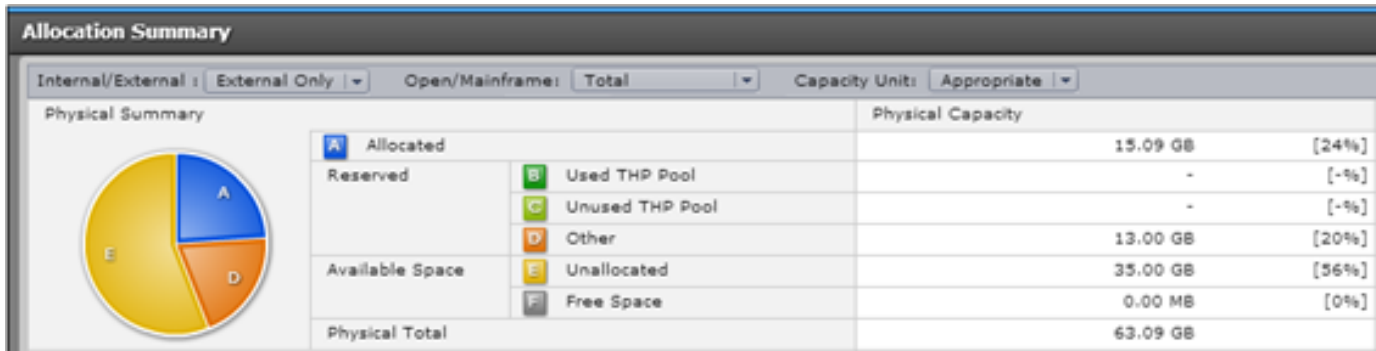 Allocation Summary
Internal/External : External Only Open/Mainframe: Total Capacity Unit: Appropriate
Physical Summary Physical Capacity
A Allocated 15.09 GB [24%]
Reserved B Used THP Pool - [-%]
C Unused THP Pool - [-%]
D Other 13.00 GB [20%]
Available Space E Unallocated 35.00 GB [56%]
F Free Space 0.00 MB [0%]
Physical Total 63.09 GB
A
E
D